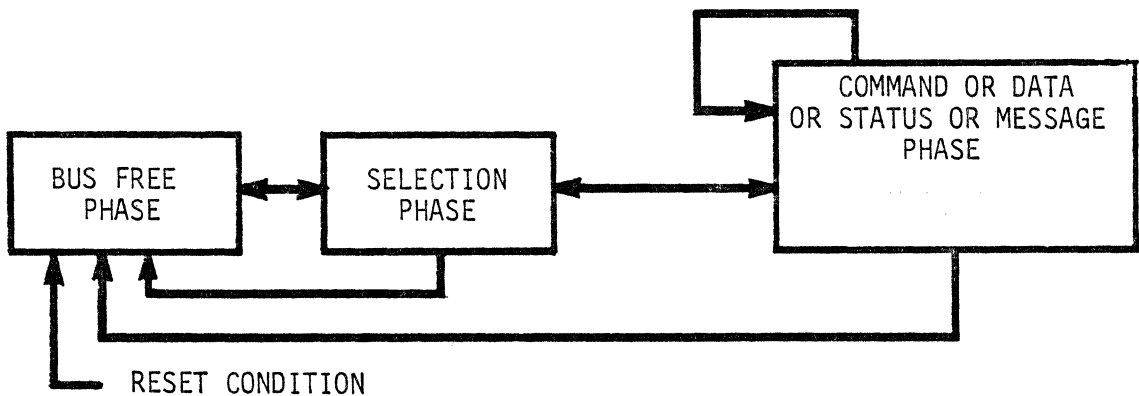 BUS FREE
PHASE
SELECTION
PHASE
COMMAND OR DATA
OR STATUS OR MESSAGE
PHASE
RESET CONDITION